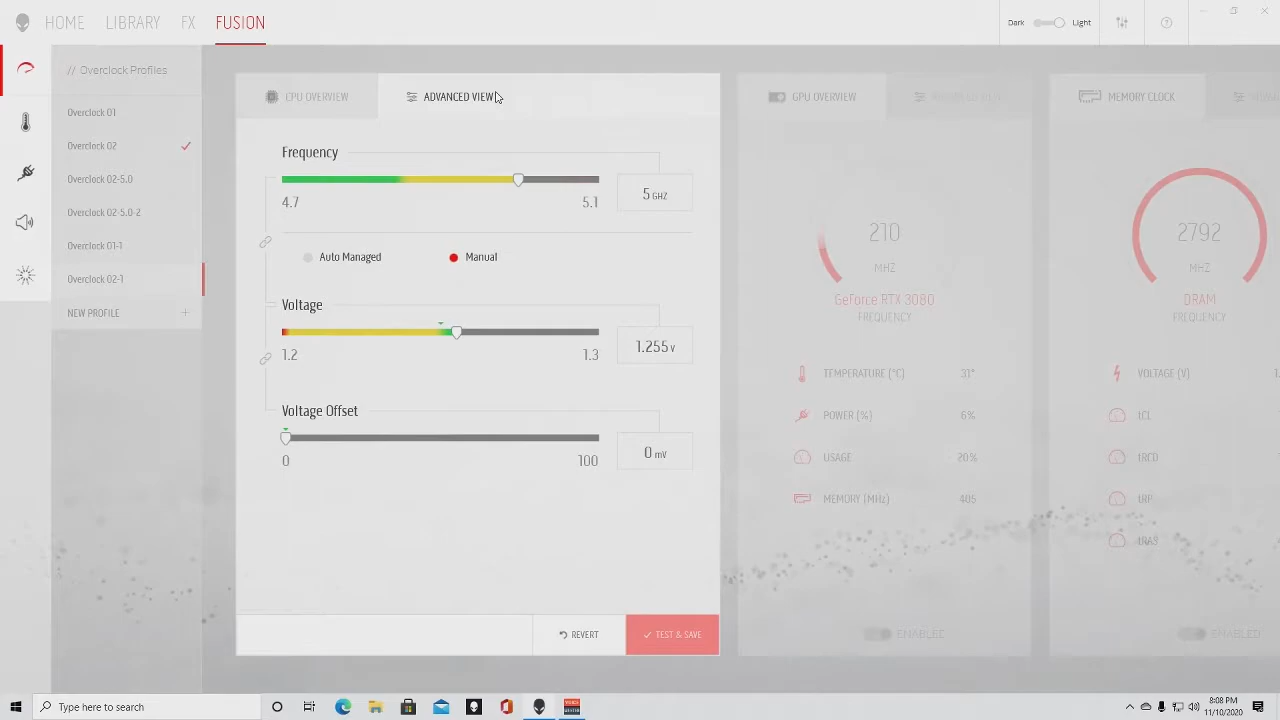 HOME LIBRARY FX FUSION
Dark Light
// Overclock Profiles
Overclock 01
Overclock 02
Overclock 02-5.0
Overclock 02-5.0-2
Overclock 01-1
Overclock 02-1
NEW PROFILE +
CPU OVERVIEW
ADVANCED VIEW
Frequency
4.7 5.1
5 GHZ
Auto Managed Manual
Voltage
1.2 1.3
1.255 V
Voltage Offset
0 100
0 mV
REVERT
TEST & SAVE
GPU OVERVIEW
210
MHZ
Geforce RTX 3080
FREQUENCY
TEMPERATURE (°C) 31°
POWER (%) 6%
USAGE 20%
MEMORY (MHz) 405
ENABLED
MEMORY CLOCK
2792
MHZ
DRAM
FREQUENCY
VOLTAGE (V)
tCL
tRCD
tRP
tRAS
ENABLED
Type here to search
8:08 PM
11/10/2020